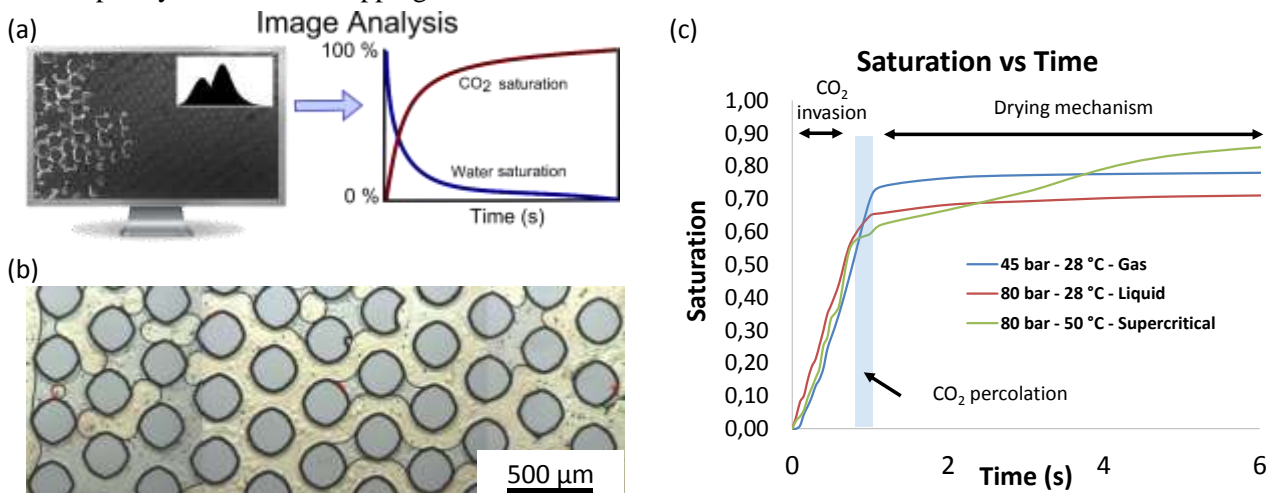 (a)
Image Analysis
100 %
CO2 saturation
Water saturation
0 %
Time (s)
(b)
500 µm
(c)
Saturation vs Time
CO2
invasion
Drying mechanism
1,00
0,90
0,80
0,70
0,60
0,50
0,40
0,30
0,20
0,10
0,00
Saturation
45 bar - 28 °C - Gas
80 bar - 28 °C - Liquid
80 bar - 50 °C - Supercritical
CO2 percolation
0
2
4
6
Time (s)